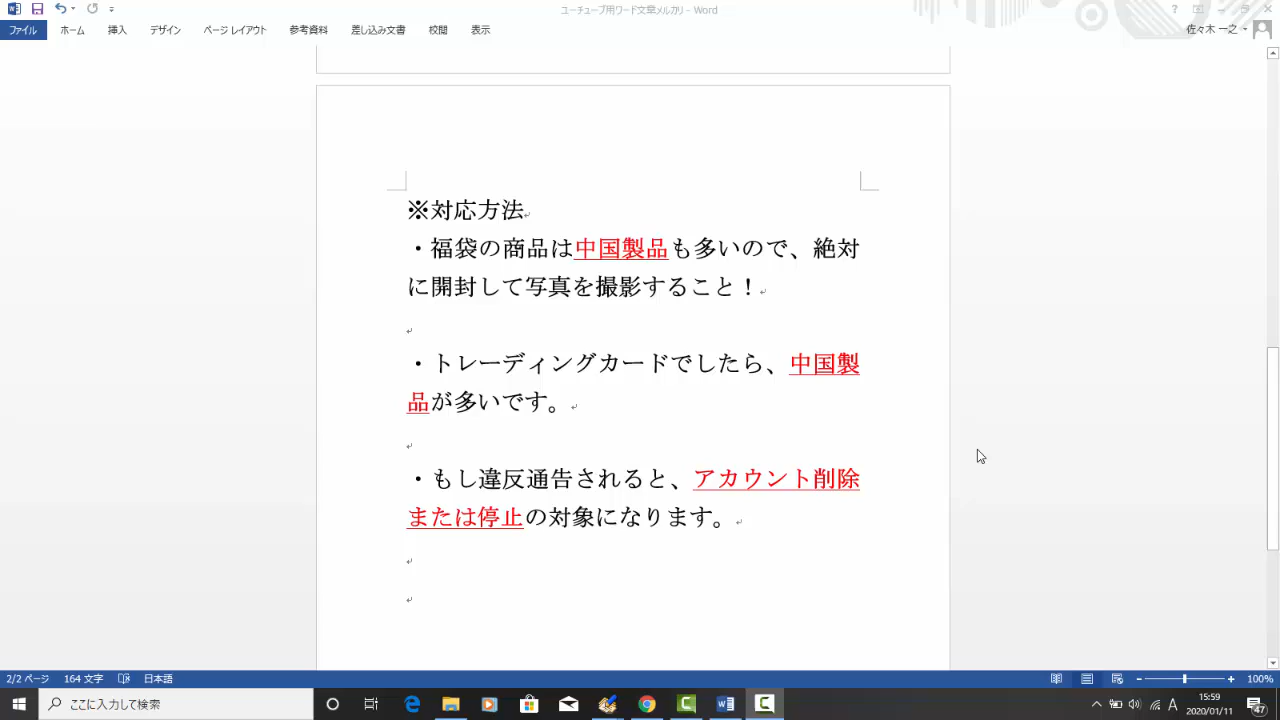 ユーチューブ用ワード文章メルカリ - Word
ファイル ホーム 挿入 デザイン ページ レイアウト 参考資料 差し込み文書 校閲 表示 佐々木 一之
※対応方法
・福袋の商品は中国製品も多いので、絶対
に開封して写真を撮影すること！
・トレーディングカードでしたら、中国製
品が多いです。
・もし違反通告されると、アカウント削除
または停止の対象になります。
2/2 ページ 164 文字 日本語 100%
ここに入力して検索
A
15:59
2020/01/11
47